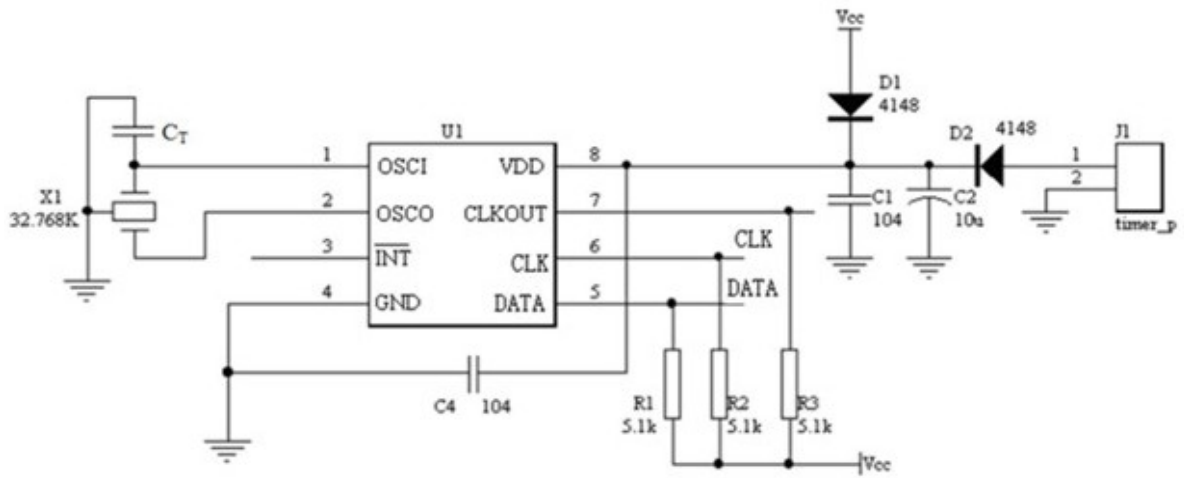 Vcc
D1
4148
D2
4148
J1
1
2
timer_p
C1
104
C2
10u
C_T
X1
32.768K
U1
1
OSCI
VDD
8
2
OSCO
CLKOUT
7
3
INT
CLK
6
CLK
4
GND
DATA
5
DATA
C4
104
R1
5.1k
R2
5.1k
R3
5.1k
Vcc